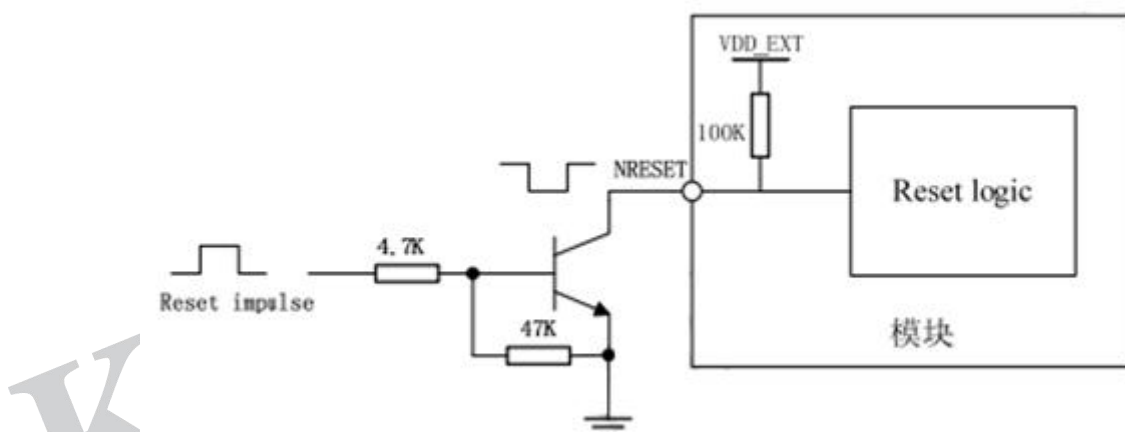 VDD_EXT
100K
NRESET
Reset logic
4.7K
Reset impulse
47K
模块
K